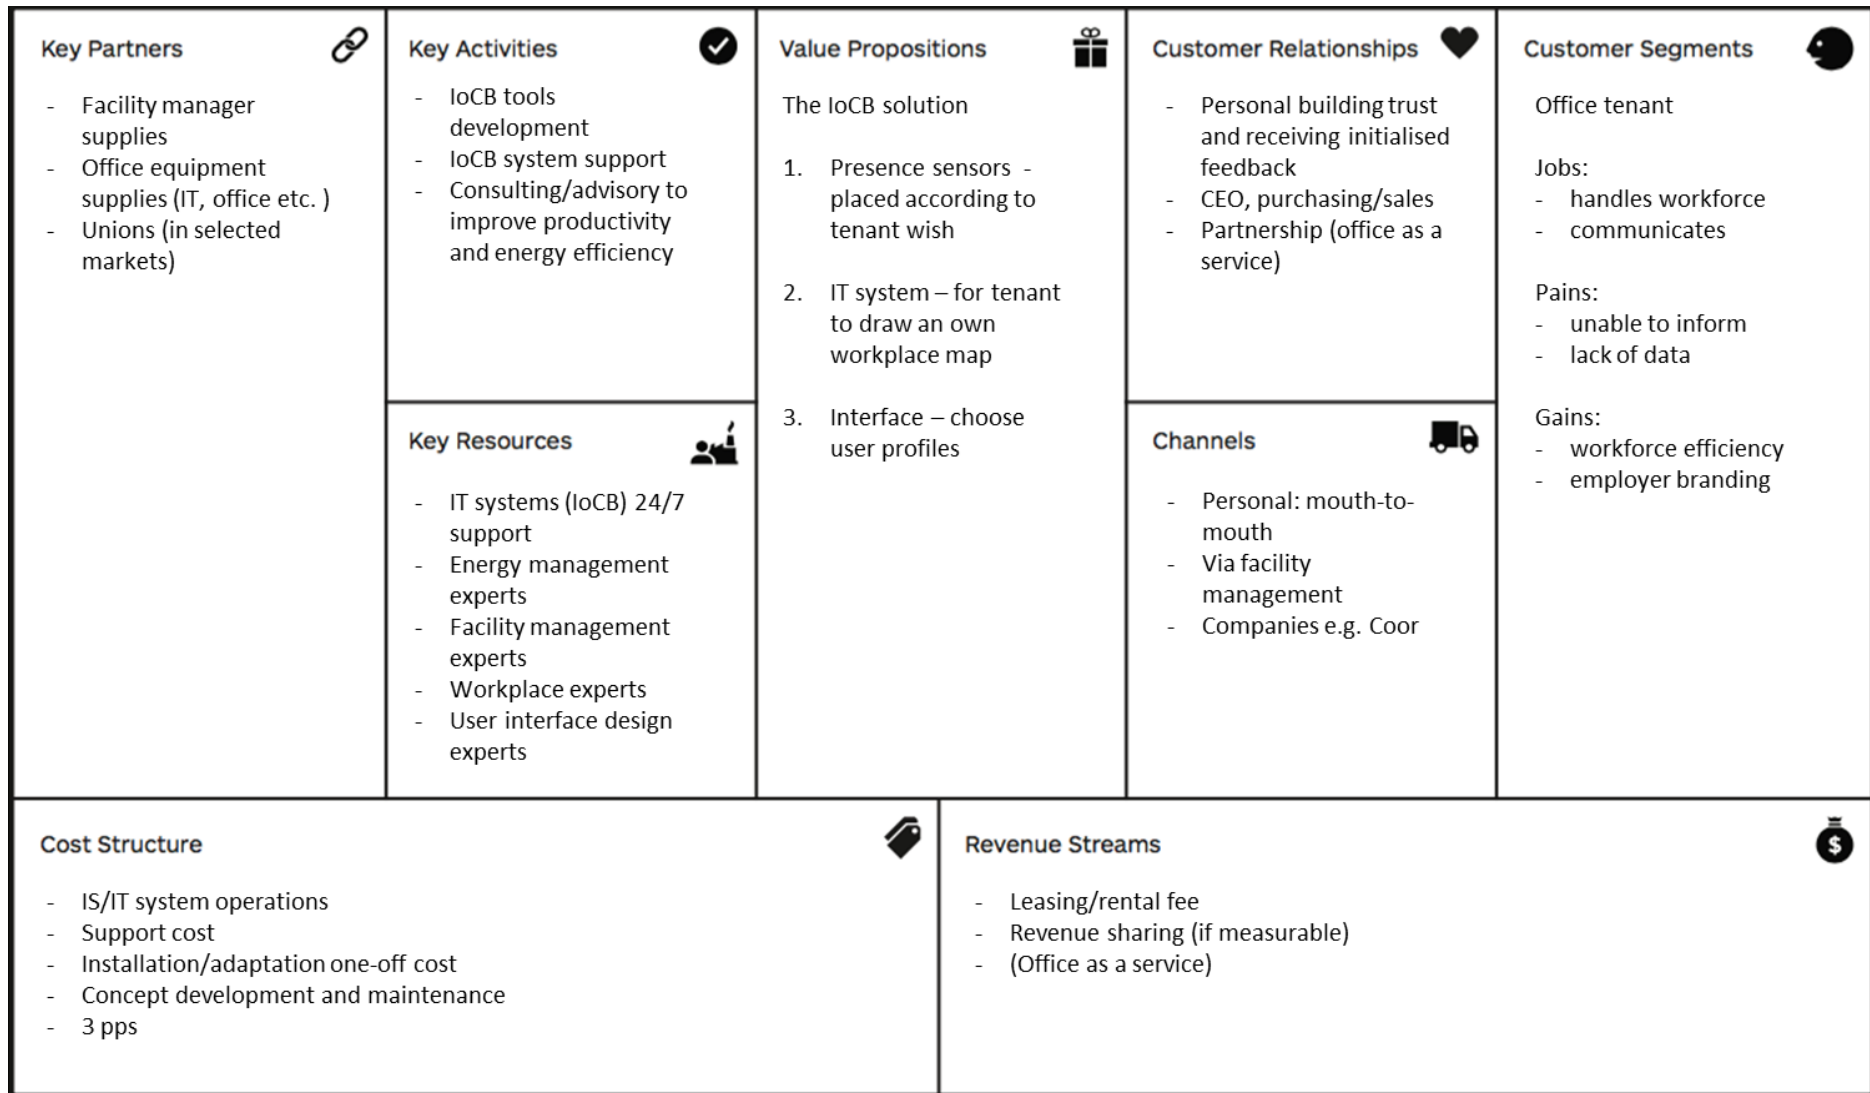 Key Partners
- Facility manager
supplies
- Office equipment
supplies (IT, office etc. )
- Unions (in selected
markets)
Key Activities
- IoCB tools
development
- IoCB system support
- Consulting/advisory to
improve productivity
and energy efficiency
Key Resources
- IT systems (IoCB) 24/7
support
- Energy management
experts
- Facility management
experts
- Workplace experts
- User interface design
experts
Value Propositions
The IoCB solution
1. Presence sensors -
placed according to
tenant wish
2. IT system – for tenant
to draw an own
workplace map
3. Interface – choose
user profiles
Customer Relationships
- Personal building trust
and receiving initialised
feedback
- CEO, purchasing/sales
- Partnership (office as a
service)
Channels
- Personal: mouth-to-
mouth
- Via facility
management
- Companies e.g. Coor
Customer Segments
Office tenant
Jobs:
- handles workforce
- communicates
Pains:
- unable to inform
- lack of data
Gains:
- workforce efficiency
- employer branding
Cost Structure
- IS/IT system operations
- Support cost
- Installation/adaptation one-off cost
- Concept development and maintenance
- 3 pps
Revenue Streams
$
- Leasing/rental fee
- Revenue sharing (if measurable)
- (Office as a service)